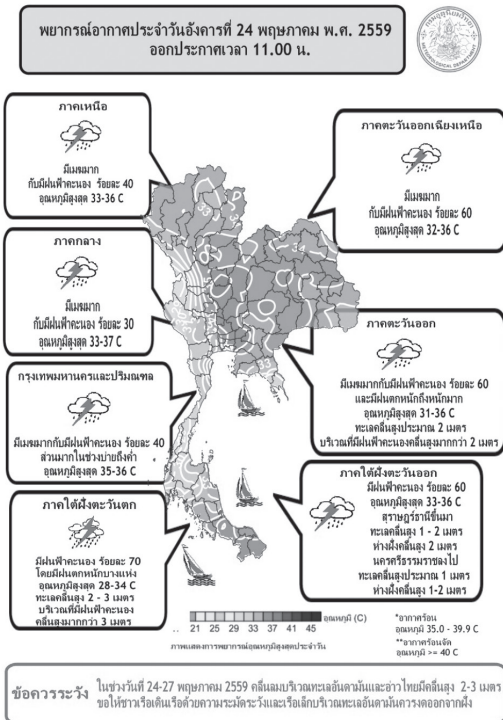 พยากรณ์อากาศประจำวันอังคารที่ 24 พฤษภาคม พ.ศ. 2559
ออกประกาศเวลา 11.00 น.
กรมอุตุนิยมวิทยา
METEOROLOGICAL DEPARTMENT
ภาคเหนือ
มีเมฆมาก
กับมีฝนฟ้าคะนอง ร้อยละ 40
อุณหภูมิสูงสุด 33-36 C
ภาคตะวันออกเฉียงเหนือ
มีเมฆมาก
กับมีฝนฟ้าคะนอง ร้อยละ 60
อุณหภูมิสูงสุด 32-36 C
ภาคกลาง
มีเมฆมาก
กับมีฝนฟ้าคะนอง ร้อยละ 30
อุณหภูมิสูงสุด 33-37 C
ภาคตะวันออก
มีเมฆมากกับมีฝนฟ้าคะนอง ร้อยละ 60
และมีฝนตกหนักถึงหนักมาก
อุณหภูมิสูงสุด 31-36 C
ทะเลคลื่นสูงประมาณ 2 เมตร
บริเวณที่มีฝนฟ้าคะนองคลื่นสูงมากกว่า 2 เมตร
กรุงเทพมหานครและปริมณฑล
มีเมฆมากกับมีฝนฟ้าคะนอง ร้อยละ 40
ส่วนมากในช่วงบ่ายถึงค่ำ
อุณหภูมิสูงสุด 35-36 C
ภาคใต้ฝั่งตะวันออก
มีฝนฟ้าคะนอง ร้อยละ 60
อุณหภูมิสูงสุด 33-36 C
สุราษฎร์ธานีขึ้นมา
ทะเลคลื่นสูง 1 - 2 เมตร
ห่างฝั่งคลื่นสูง 2 เมตร
นครศรีธรรมราชลงไป
ทะเลคลื่นสูงประมาณ 1 เมตร
ห่างฝั่งคลื่นสูง 1-2 เมตร
ภาคใต้ฝั่งตะวันตก
มีฝนฟ้าคะนอง ร้อยละ 70
โดยมีฝนตกหนักบางแห่ง
อุณหภูมิสูงสุด 28-34 C
ทะเลคลื่นสูง 2 - 3 เมตร
บริเวณที่มีฝนฟ้าคะนอง
คลื่นสูงมากกว่า 3 เมตร
21 25 29 33 37 41 45 อุณหภูมิ (C)
ภาพแสดงการพยากรณ์อุณหภูมิสูงสุดประจำวัน
*อากาศร้อน
อุณหภูมิ 35.0 - 39.9 C
**อากาศร้อนจัด
อุณหภูมิ >= 40 C
ข้อควรระวัง
ในช่วงวันที่ 24-27 พฤษภาคม 2559 คลื่นลมบริเวณทะเลอันดามันและอ่าวไทยมีคลื่นสูง 2-3 เมตร
ขอให้ชาวเรือเดินเรือด้วยความระมัดระวังและเรือเล็กบริเวณทะเลอันดามันควรงดออกจากฝั่ง